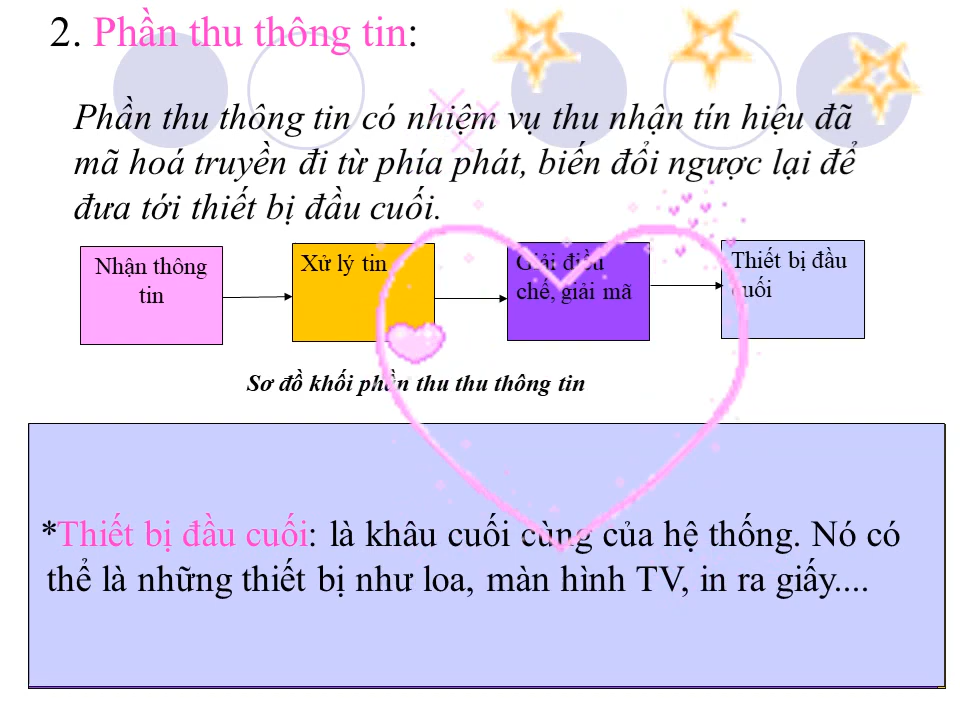 2. Phần thu thông tin:
Phần thu thông tin có nhiệm vụ thu nhận tín hiệu đã
mã hoá truyền đi từ phía phát, biến đổi ngược lại để
đưa tới thiết bị đầu cuối.
Nhận thông
tin
Xử lý tin
Giải điều
chế, giải mã
Thiết bị đầu
cuối
Sơ đồ khối phần thu thu thông tin
*Thiết bị đầu cuối: là khâu cuối cùng của hệ thống. Nó có
thể là những thiết bị như loa, màn hình TV, in ra giấy....